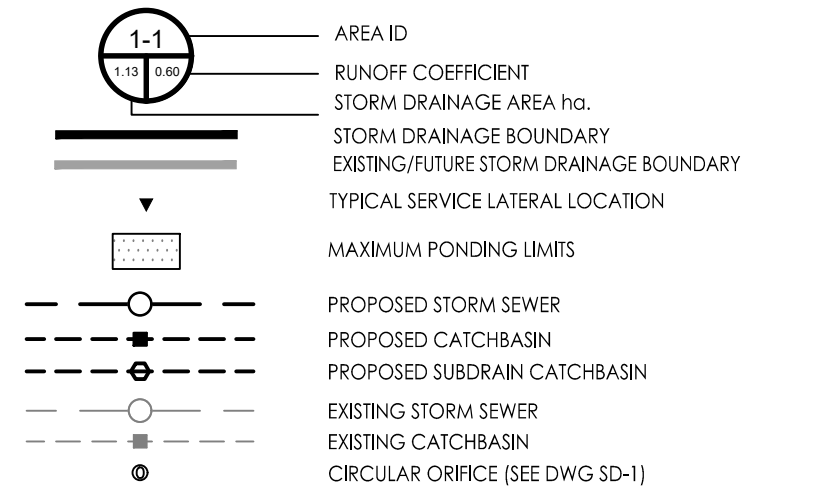 1-1
AREA ID
1.13 0.60
RUNOFF COEFFICIENT
STORM DRAINAGE AREA ha.
STORM DRAINAGE BOUNDARY
EXISTING/FUTURE STORM DRAINAGE BOUNDARY
TYPICAL SERVICE LATERAL LOCATION
MAXIMUM PONDING LIMITS
PROPOSED STORM SEWER
PROPOSED CATCHBASIN
PROPOSED SUBDRAIN CATCHBASIN
EXISTING STORM SEWER
EXISTING CATCHBASIN
CIRCULAR ORIFICE (SEE DWG SD-1)